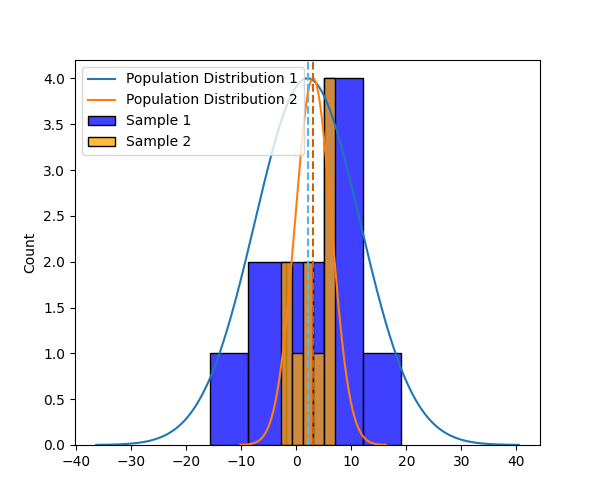 Population Distribution 1
Population Distribution 2
Sample 1
Sample 2
Count
4.0
3.5
3.0
2.5
2.0
1.5
1.0
0.5
0.0
−40 −30 −20 −10 0 10 20 30 40